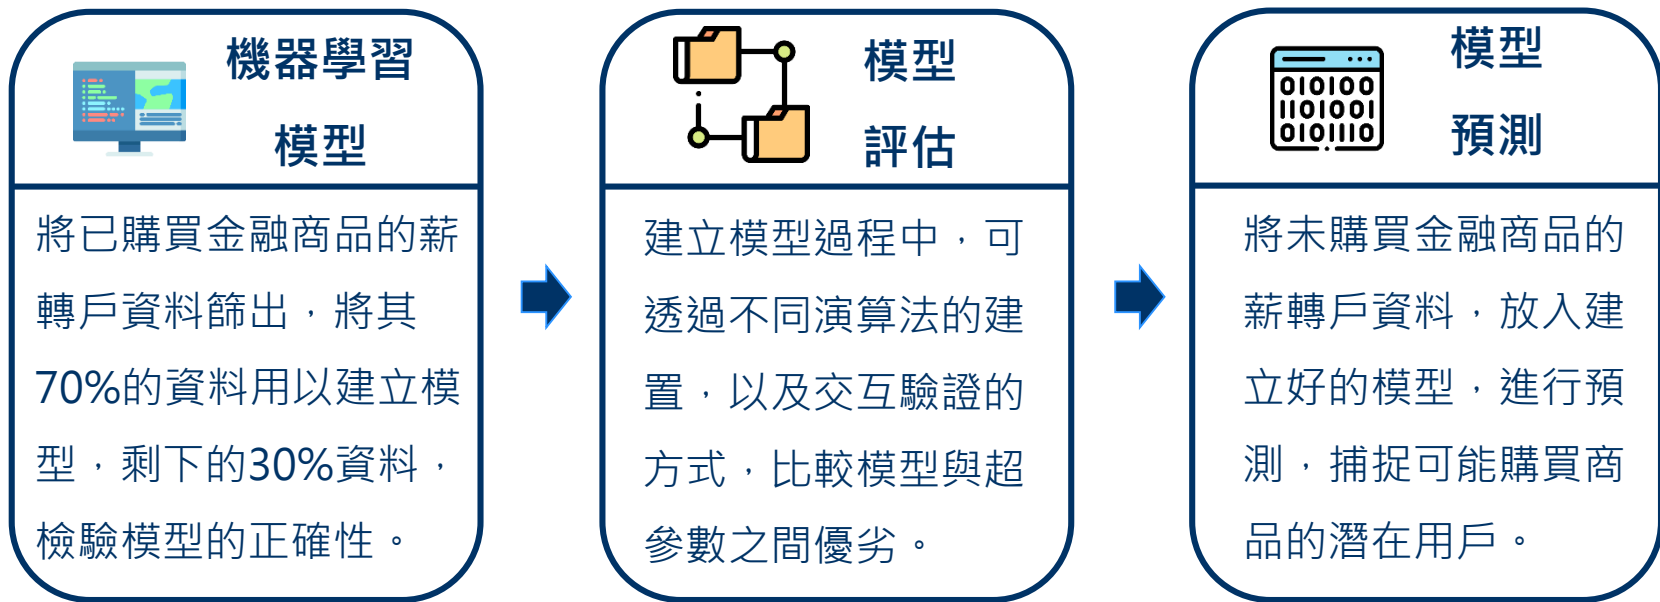 機器學習
模型
將已購買金融商品的薪
轉戶資料篩出，將其
70%的資料用以建立模
型，剩下的30%資料，
檢驗模型的正確性。
模型
評估
建立模型過程中，可
透過不同演算法的建
置，以及交互驗證的
方式，比較模型與超
參數之間優劣。
模型
預測
010100
1101001
010110
將未購買金融商品的
薪轉戶資料，放入建
立好的模型，進行預
測，捕捉可能購買商
品的潛在用戶。